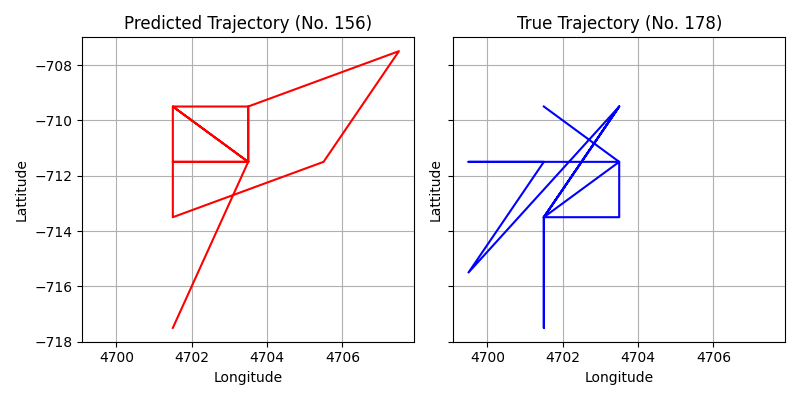 Predicted Trajectory (No. 156)
True Trajectory (No. 178)
−708
−710
−712
−714
−716
−718
Lattitude
Lattitude
4700 4702 4704 4706
4700 4702 4704 4706
Longitude
Longitude